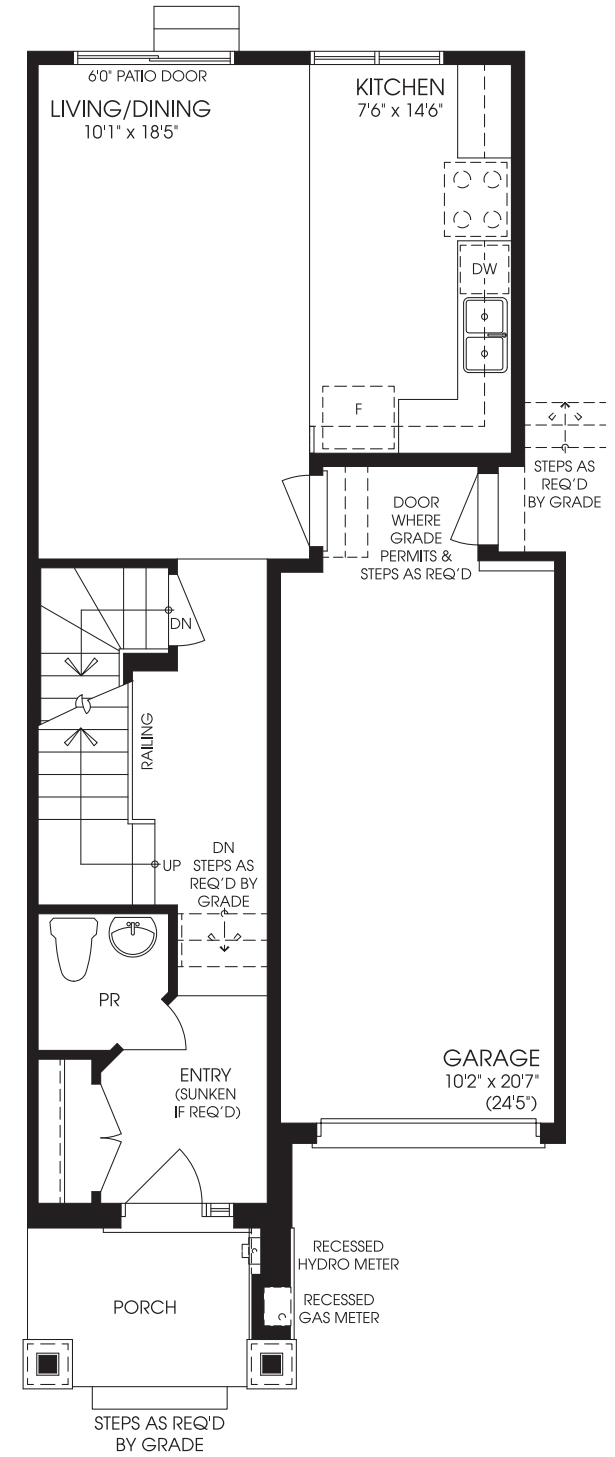 6'0" PATIO DOOR
LIVING/DINING
10'1" x 18'5"
KITCHEN
7'6" x 14'6"
DW
F
STEPS AS
REQ'D
BY GRADE
DOOR
WHERE
GRADE
PERMITS &
STEPS AS REQ'D
DN
RAILING
UP
DN
STEPS AS
REQ'D BY
GRADE
PR
ENTRY
(SUNKEN
IF REQ'D)
GARAGE
10'2" x 20'7"
(24'5")
RECESSED
HYDRO METER
RECESSED
GAS METER
PORCH
STEPS AS REQ'D
BY GRADE